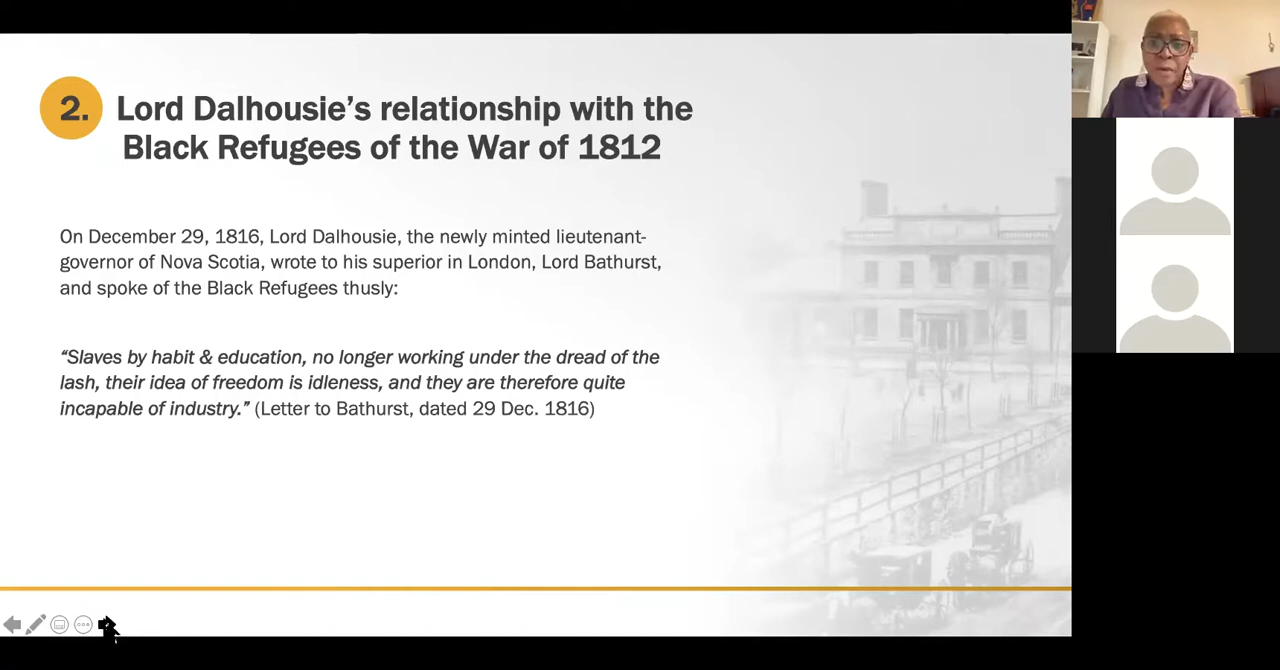 2. Lord Dalhousie’s relationship with the
Black Refugees of the War of 1812
On December 29, 1816, Lord Dalhousie, the newly minted lieutenant-
governor of Nova Scotia, wrote to his superior in London, Lord Bathurst,
and spoke of the Black Refugees thusly:
“Slaves by habit & education, no longer working under the dread of the
lash, their idea of freedom is idleness, and they are therefore quite
incapable of industry.” (Letter to Bathurst, dated 29 Dec. 1816)